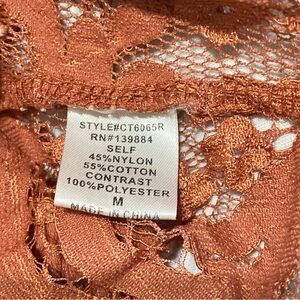 STYLE#CT6065R
RN#139884
SELF
45%NYLON
55%COTTON
CONTRAST
100%POLYESTER
M
MADE IN CHINA